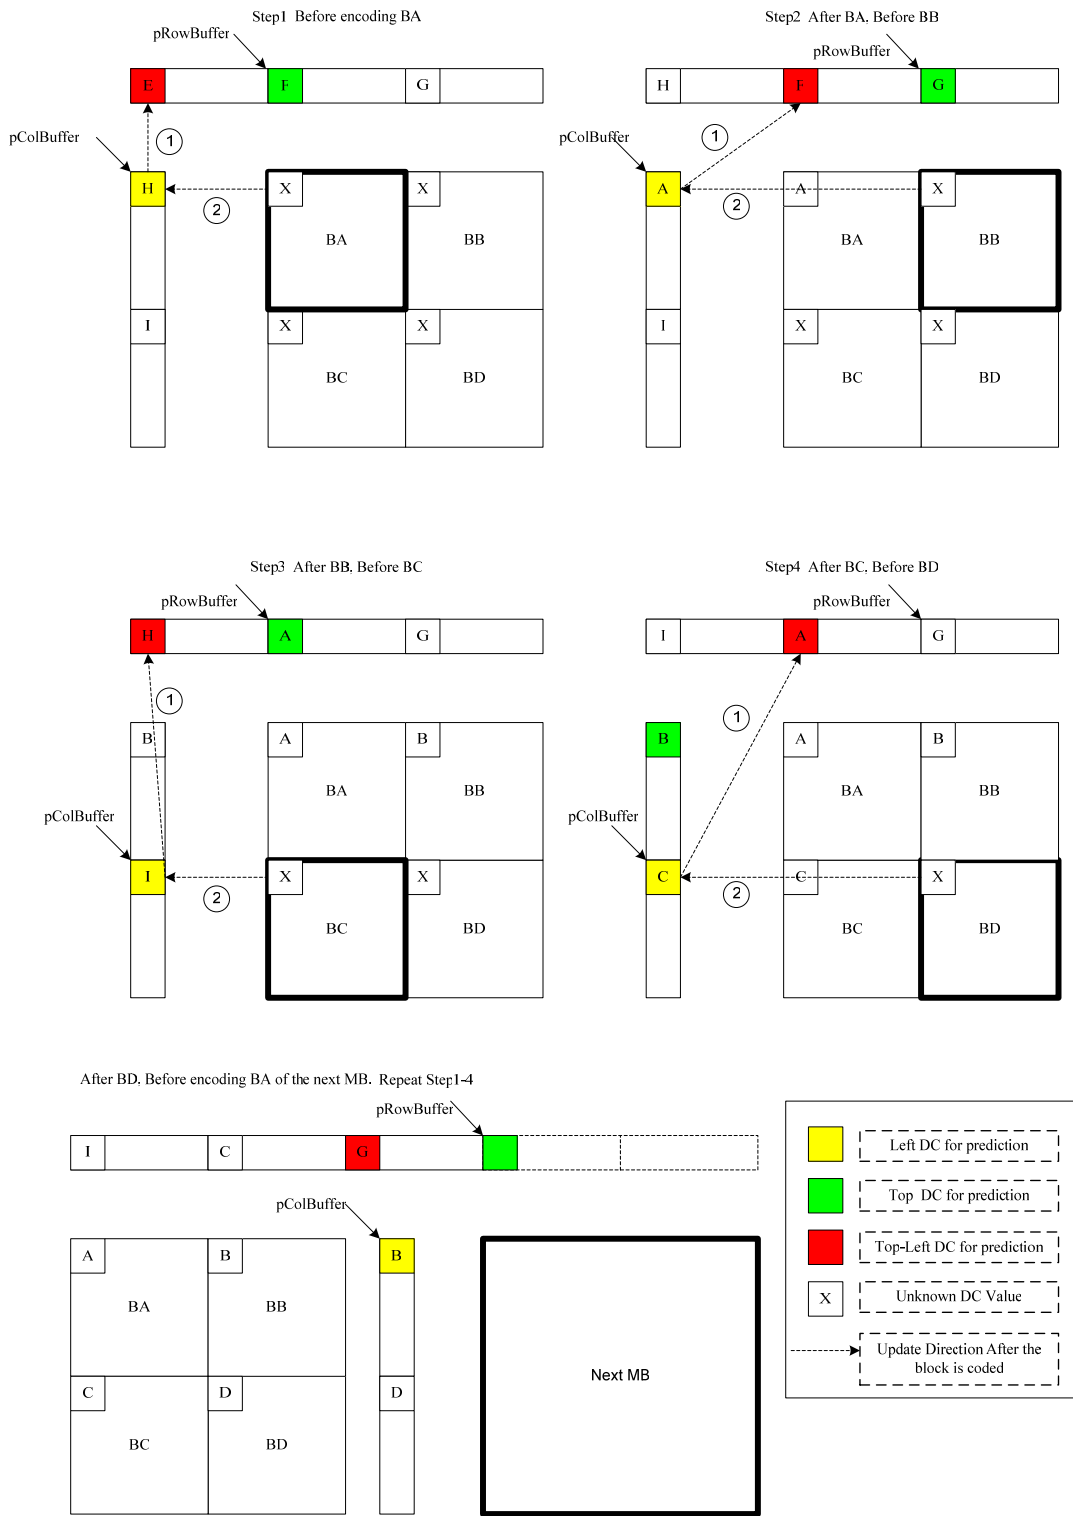 Step1 Before encoding BA
pRowBuffer
E
F
G
pColBuffer
1
H
X
X
2
BA
BB
I
X
X
BC
BD
Step2 After BA, Before BB
pRowBuffer
H
F
G
pColBuffer
1
A
A
X
2
BA
BB
I
X
X
BC
BD
Step3 After BB, Before BC
pRowBuffer
H
A
G
1
B
A
B
BA
BB
pColBuffer
I
X
X
2
BC
BD
Step4 After BC, Before BD
pRowBuffer
I
A
G
1
B
A
B
BA
BB
pColBuffer
C
C
X
2
BC
BD
After BD, Before encoding BA of the next MB. Repeat Step1-4
pRowBuffer
I
C
G
pColBuffer
A
B
B
BA
BB
C
D
D
BC
BD
Next MB
Left DC for prediction
Top DC for prediction
Top-Left DC for prediction
X
Unknown DC Value
Update Direction After the
block is coded